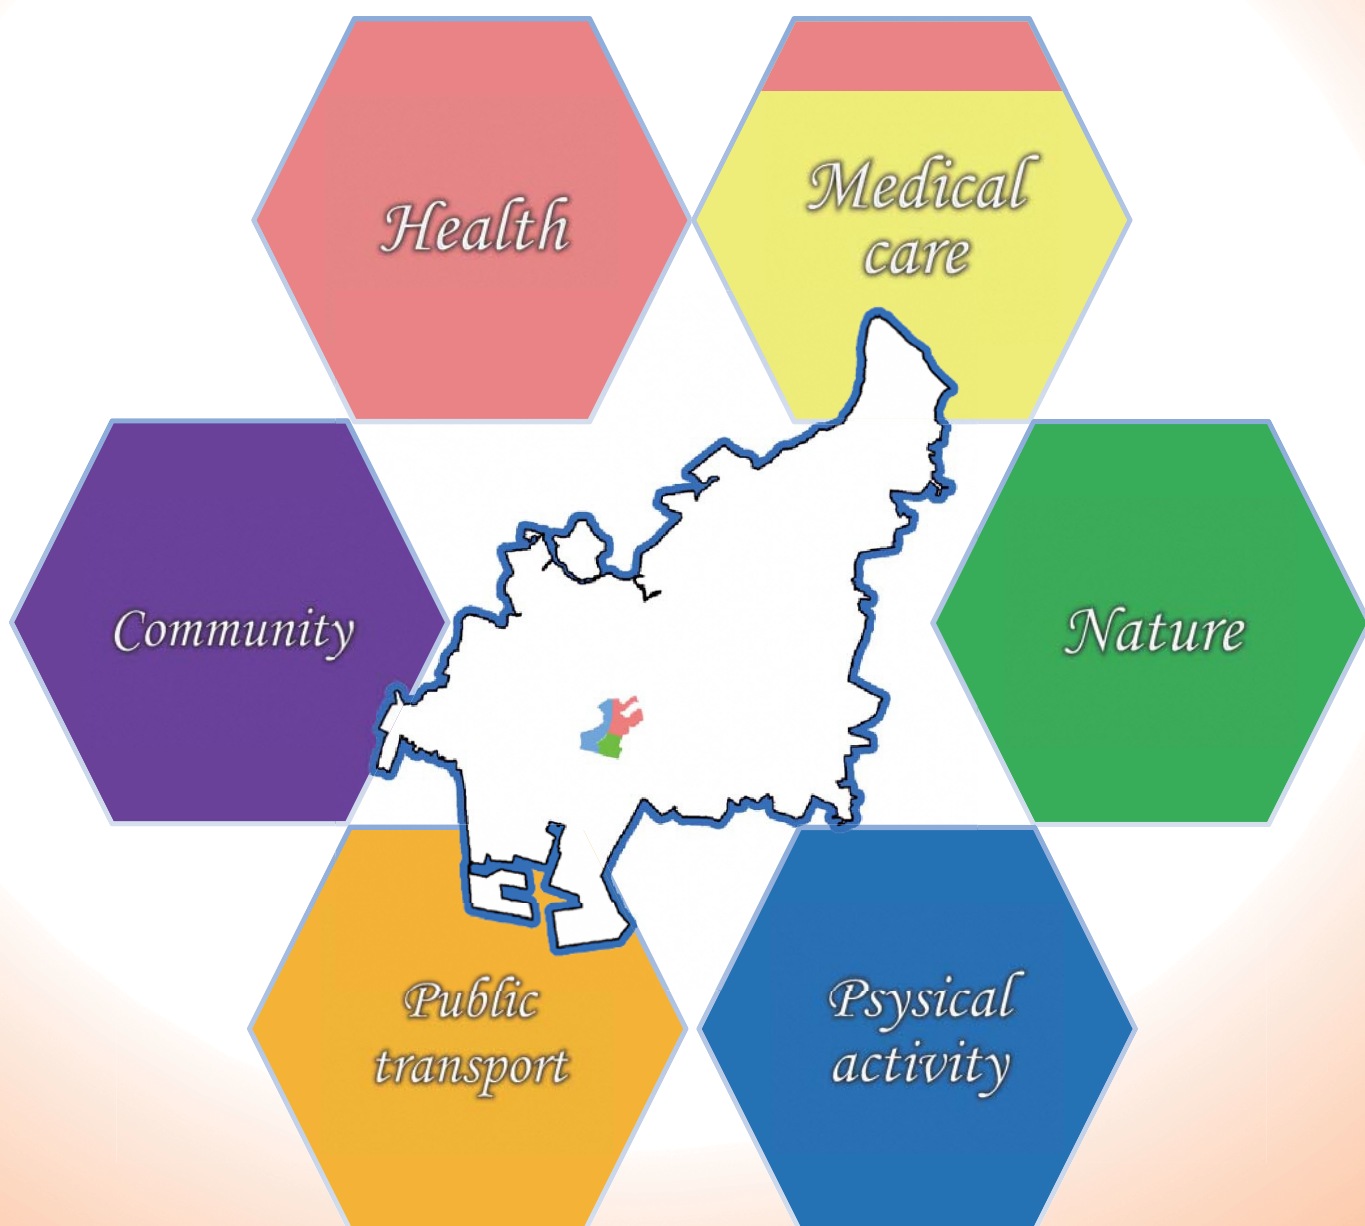 Health
Medical
care
Community
Nature
Public
transport
Psysical
activity